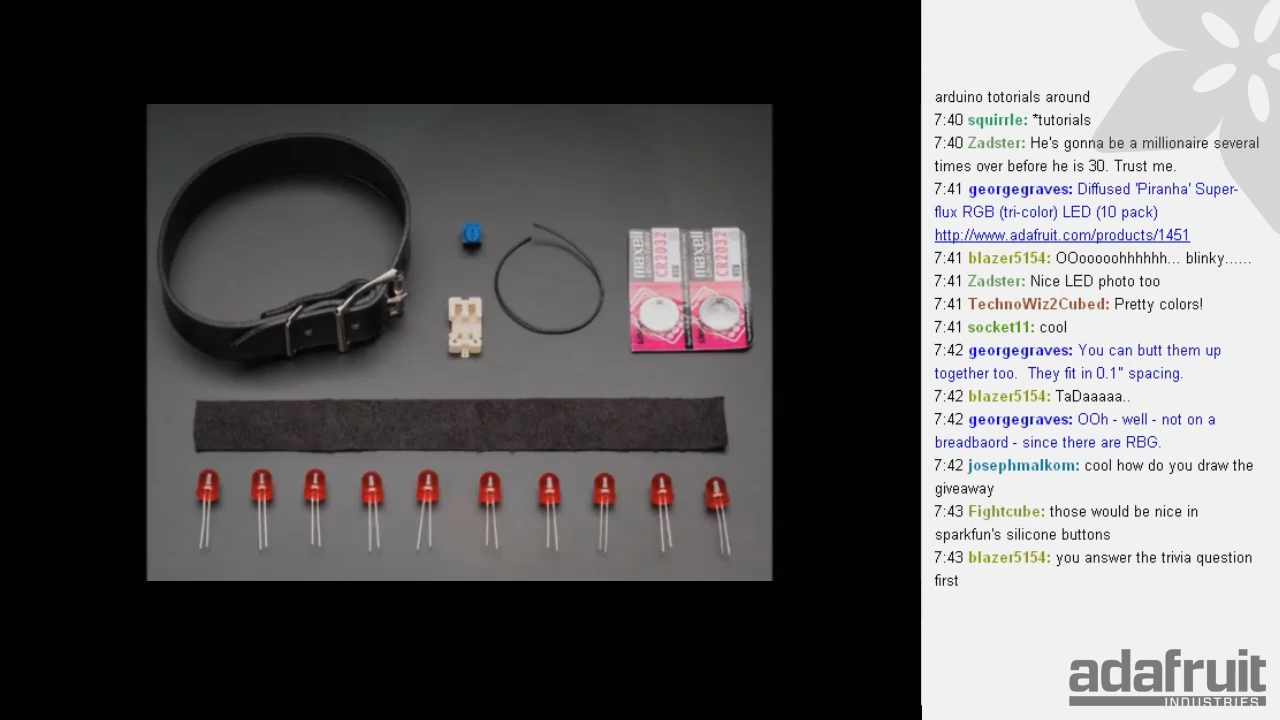 maxell
CR2032
maxell
CR2032
arduino totorials around
7:40 squirrle: *tutorials
7:40 Zadster: He's gonna be a millionaire several
times over before he is 30. Trust me.
7:41 georgegraves: Diffused 'Piranha' Super-
flux RGB (tri-color) LED (10 pack)
http://www.adafruit.com/products/1451
7:41 blazer5154: OOooooohhhhhh... blinky......
7:41 Zadster: Nice LED photo too
7:41 TechnoWiz2Cubed: Pretty colors!
7:41 socket11: cool
7:42 georgegraves: You can butt them up
together too. They fit in 0.1" spacing.
7:42 blazer5154: TaDaaaaa..
7:42 georgegraves: OOh - well - not on a
breadbaord - since there are RBG.
7:42 josephmalkom: cool how do you draw the
giveaway
7:43 Fightcube: those would be nice in
sparkfun's silicone buttons
7:43 blazer5154: you answer the trivia question
first
adafruit
INDUSTRIES